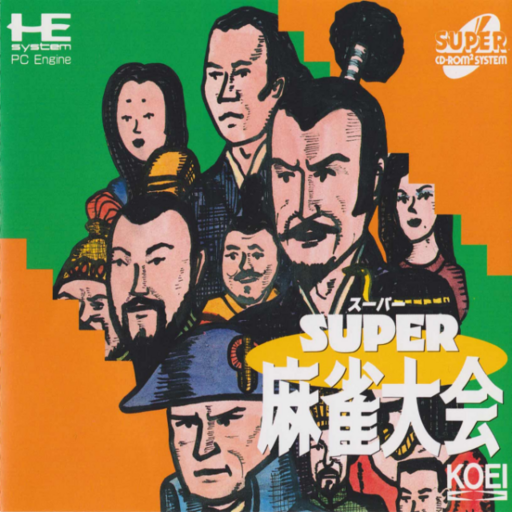 HE
system
PC Engine
SUPER
CD-ROM² SYSTEM
スーパー
SUPER
麻雀大会
KOEI